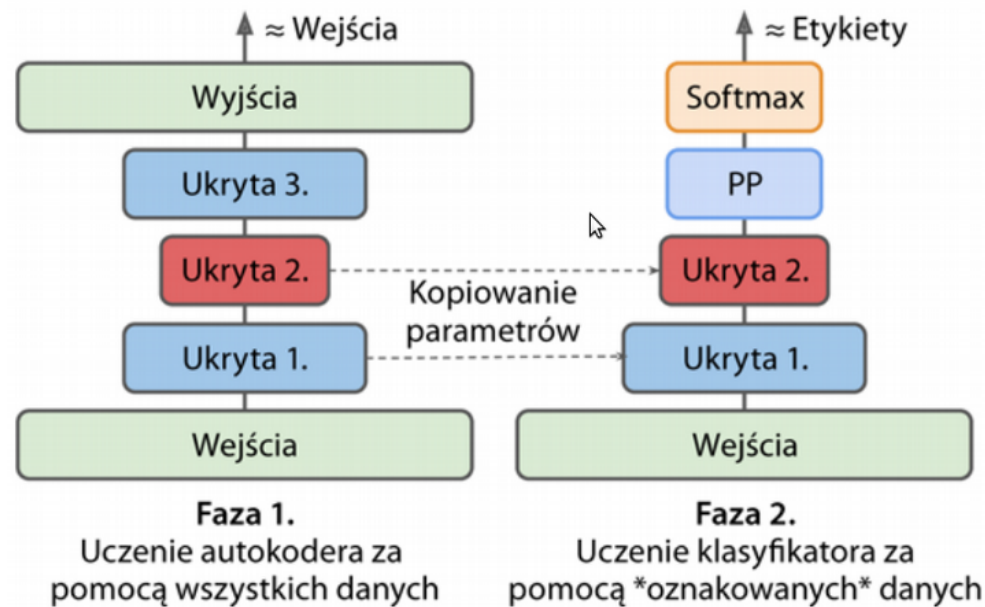 ≈ Wejścia
Wyjścia
Ukryta 3.
Ukryta 2.
Ukryta 1.
Wejścia
Faza 1.
Uczenie autokodera za
pomocą wszystkich danych
Kopiowanie
parametrów
≈ Etykiety
Softmax
PP
Ukryta 2.
Ukryta 1.
Wejścia
Faza 2.
Uczenie klasyfikatora za
pomocą *oznakowanych* danych